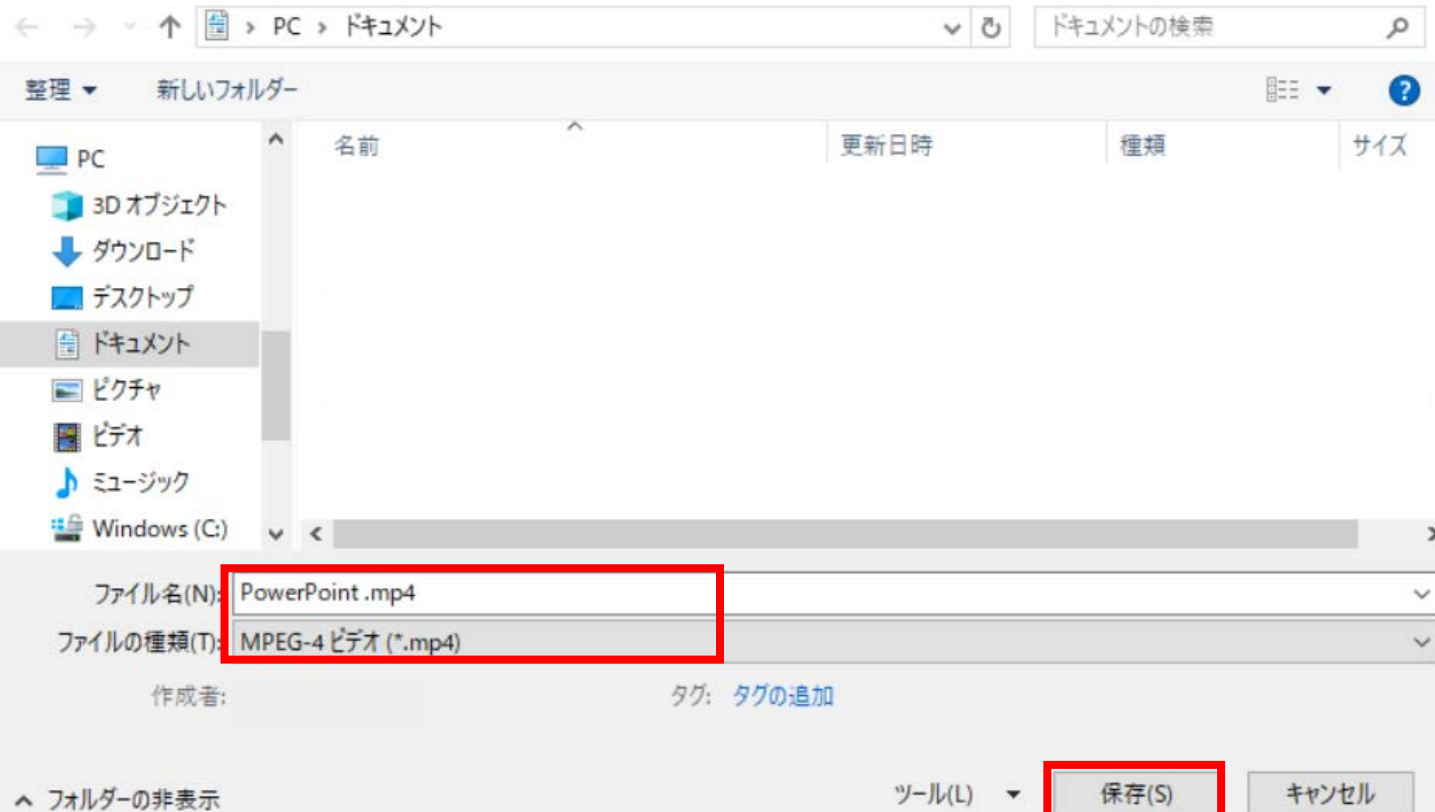 PC › ドキュメント ドキュメントの検索
整理 新しいフォルダー
名前 更新日時 種類 サイズ
PC
3D オブジェクト
ダウンロード
デスクトップ
ドキュメント
ピクチャ
ビデオ
ミュージック
Windows (C:)
ファイル名(N): PowerPoint .mp4
ファイルの種類(T): MPEG-4 ビデオ (*.mp4)
作成者: タグ: タグの追加
フォルダーの非表示 ツール(L) 保存(S) キャンセル